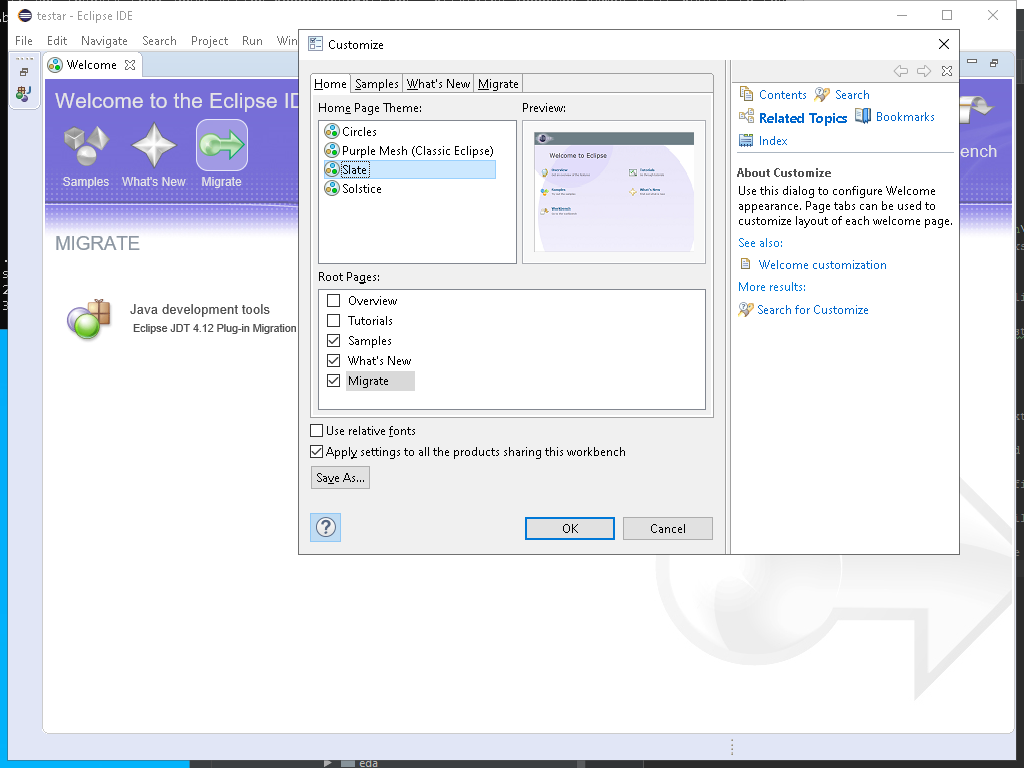 testar - Eclipse IDE
File Edit Navigate Search Project Run Win
Welcome
Welcome to the Eclipse ID
Samples What's New Migrate
ench
MIGRATE
Java development tools
Eclipse JDT 4.12 Plug-in Migration
Customize
Home Samples What's New Migrate
Home Page Theme:
Circles
Purple Mesh (Classic Eclipse)
Slate
Solstice
Preview:
Welcome to Eclipse
Overview
Tutorials
Samples
What's New
Workbench
Root Pages:
Overview
Tutorials
Samples
What's New
Migrate
Use relative fonts
Apply settings to all the products sharing this workbench
Save As...
OK Cancel
Contents Search
Related Topics Bookmarks
Index
About Customize
Use this dialog to configure Welcome
appearance. Page tabs can be used to
customize layout of each welcome page.
See also:
Welcome customization
More results:
Search for Customize
eda